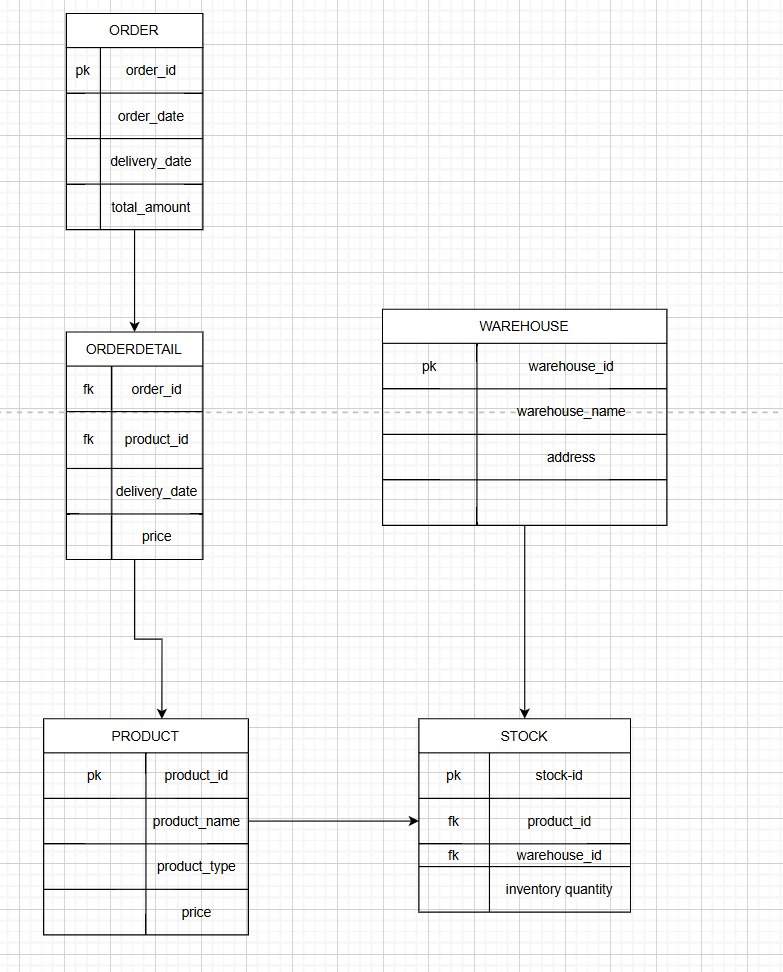 ORDER
pk order_id
order_date
delivery_date
total_amount
ORDERDETAIL
fk order_id
fk product_id
delivery_date
price
WAREHOUSE
pk warehouse_id
warehouse_name
address
PRODUCT
pk product_id
product_name
product_type
price
STOCK
pk stock-id
fk product_id
fk warehouse_id
inventory quantity